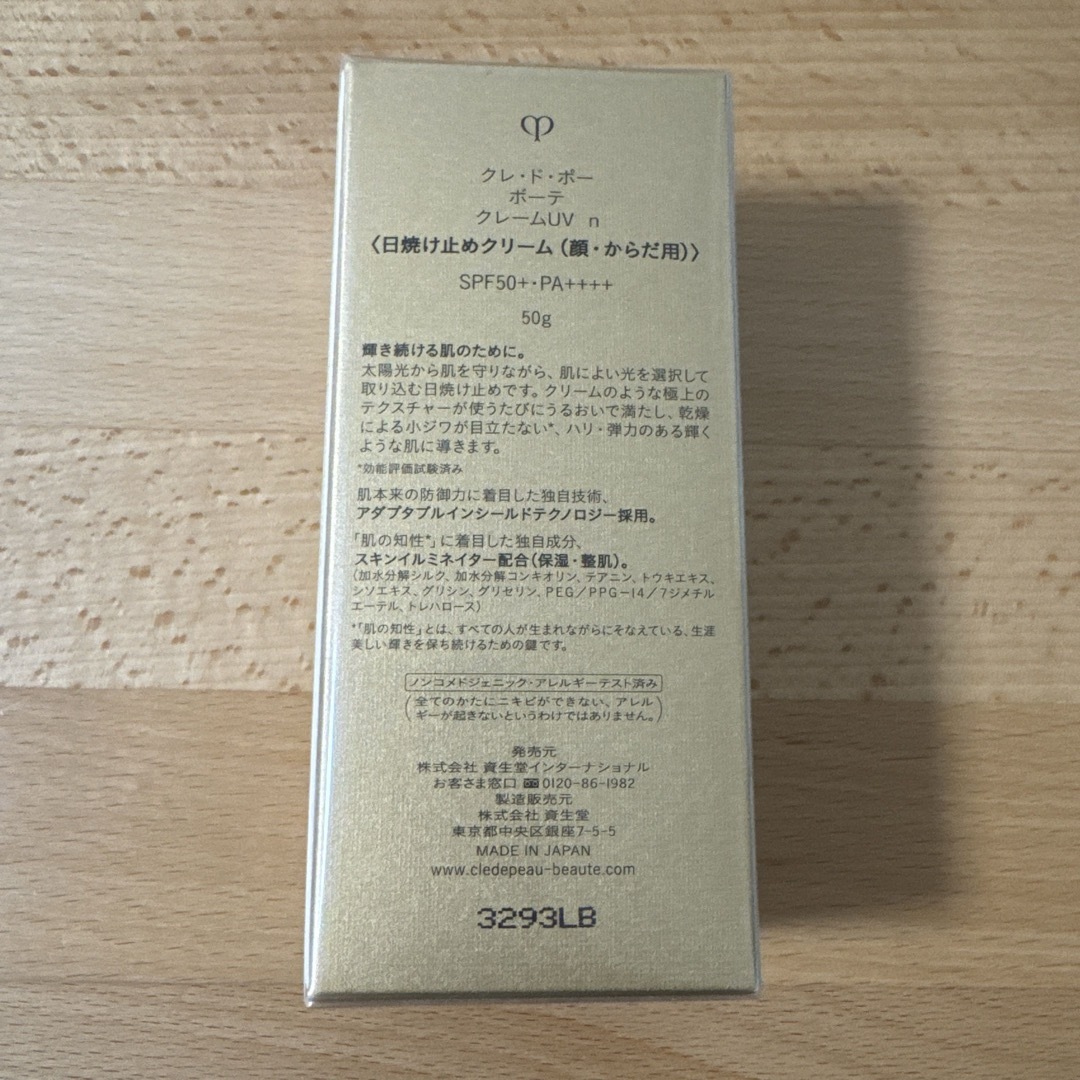 クレ・ド・ポー
ボーテ
クレームUV n
〈日焼け止めクリーム(顔・からだ用)〉
SPF50+・PA++++
50g
輝き続ける肌のために。
太陽光から肌を守りながら、肌によい光を選択して
取り込む日焼け止めです。クリームのような極上の
テクスチャーが使うたびにうるおいで満たし、乾燥
による小ジワが目立たない*、ハリ・弾力のある輝く
ような肌に導きます。
*効能評価試験済み
肌本来の防御力に着目した独自技術、
アダプタブルインシールドテクノロジー採用。
「肌の知性*」に着目した独自成分、
スキンイルミネイター配合(保湿・整肌)。
(加水分解シルク、加水分解コンキオリン、テアニン、トウキエキス、
シソエキス、グリシン、グリセリン、PEG/PPG-14/7ジメチル
エーテル、トレハロース)
*「肌の知性」とは、すべての人が生まれながらにそなえている、生涯
美しい輝きを保ち続けるための鍵です。
ノンコメドジェニック・アレルギーテスト済み
(全てのかたにニキビができない、アレル
ギーが起きないというわけではありません。)
発売元
株式会社 資生堂インターナショナル
お客さま窓口 0120-86-1982
製造販売元
株式会社 資生堂
東京都中央区銀座7-5-5
MADE IN JAPAN
www.cledepeau-beaute.com
3293LB